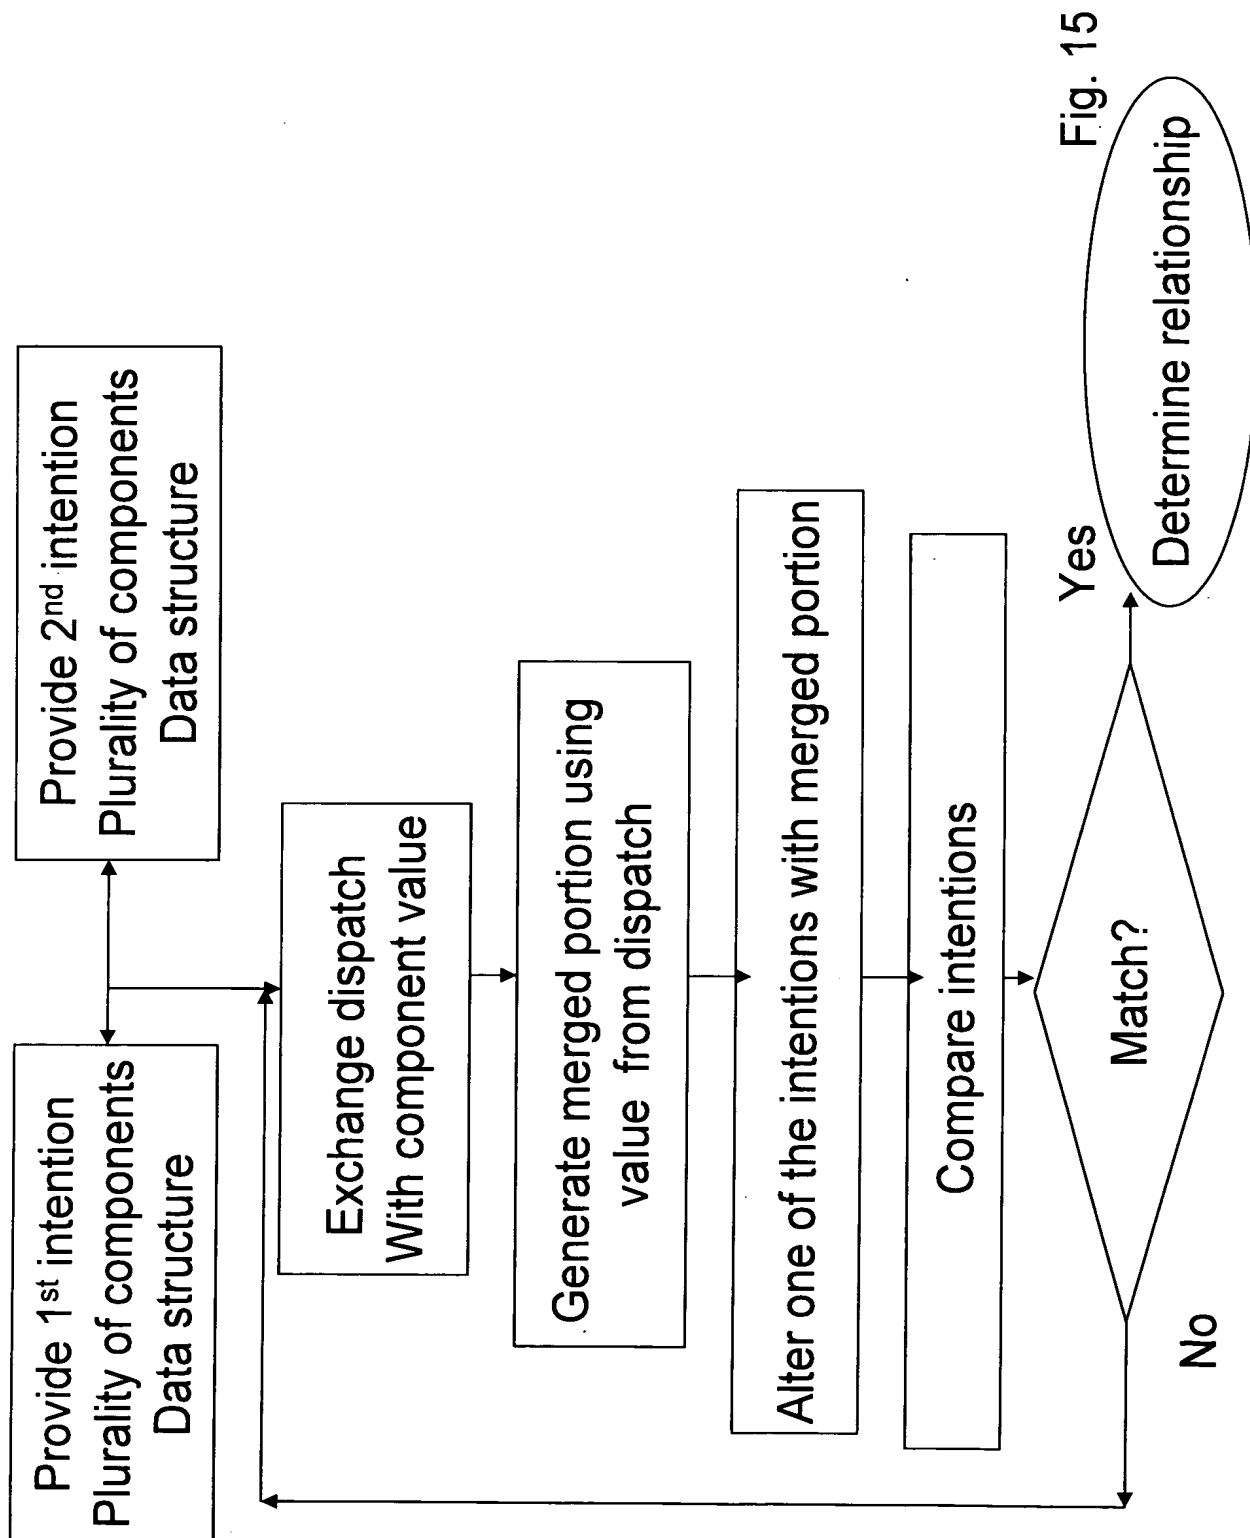 Provide 1st intention
Plurality of components
Data structure
Provide 2nd intention
Plurality of components
Data structure
Exchange dispatch
With component value
Generate merged portion using
value from dispatch
Alter one of the intentions with merged portion
Compare intentions
Match?
No
Yes
Determine relationship
Fig. 15